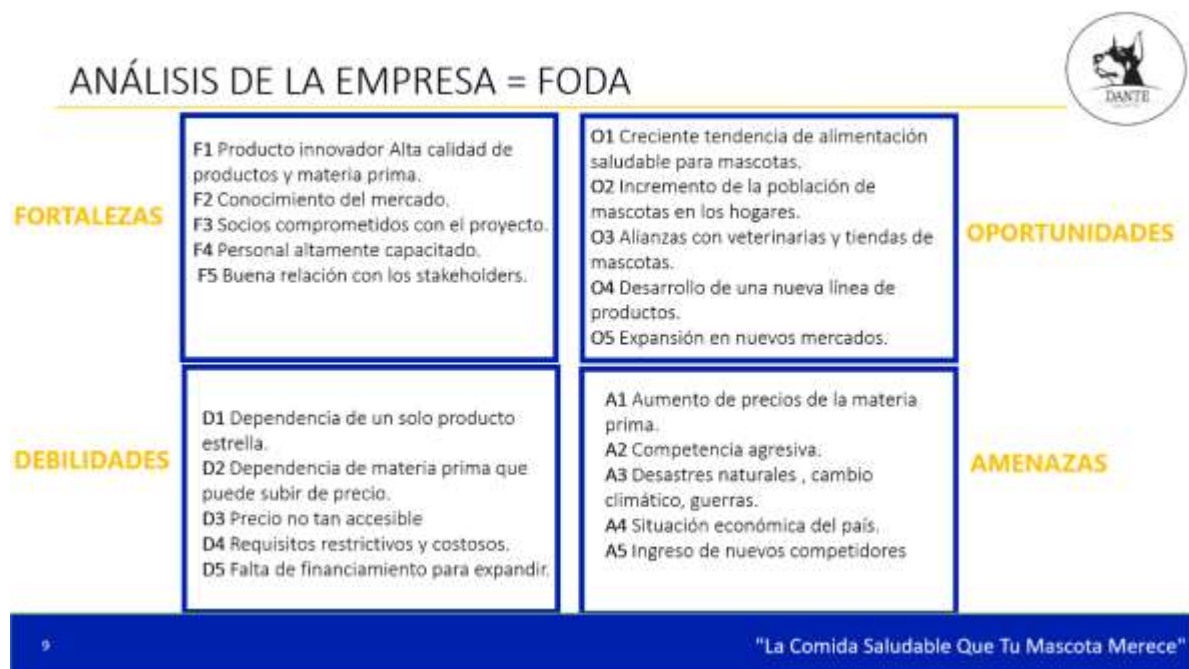 ANÁLISIS DE LA EMPRESA = FODA
DANTE
FORTALEZAS
F1 Producto innovador Alta calidad de
productos y materia prima.
F2 Conocimiento del mercado.
F3 Socios comprometidos con el proyecto.
F4 Personal altamente capacitado.
F5 Buena relación con los stakeholders.
O1 Creciente tendencia de alimentación
saludable para mascotas.
O2 Incremento de la población de
mascotas en los hogares.
O3 Alianzas con veterinarias y tiendas de
mascotas.
O4 Desarrollo de una nueva línea de
productos.
O5 Expansión en nuevos mercados.
OPORTUNIDADES
DEBILIDADES
D1 Dependencia de un solo producto
estrella.
D2 Dependencia de materia prima que
puede subir de precio.
D3 Precio no tan accesible
D4 Requisitos restrictivos y costosos.
D5 Falta de financiamiento para expandir.
A1 Aumento de precios de la materia
prima.
A2 Competencia agresiva.
A3 Desastres naturales , cambio
climático, guerras.
A4 Situación económica del país.
A5 Ingreso de nuevos competidores
AMENAZAS
9
"La Comida Saludable Que Tu Mascota Merece"